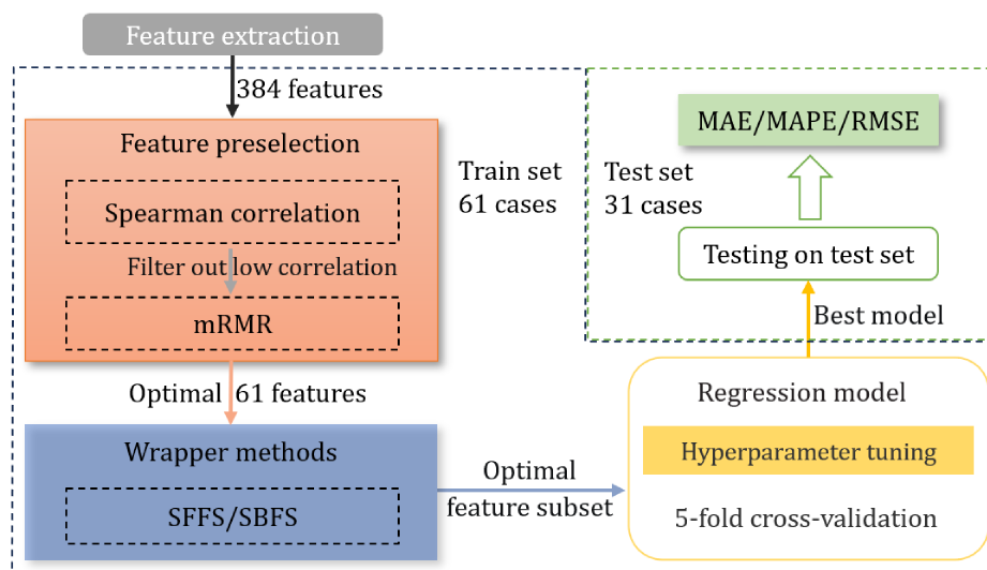 Feature extraction
384 features
Feature preselection
Spearman correlation
Filter out low correlation
mRMR
Train set
61 cases
Optimal 61 features
Wrapper methods
SFFS/SBFS
Optimal
feature subset
Regression model
Hyperparameter tuning
5-fold cross-validation
Best model
Testing on test set
Test set
31 cases
MAE/MAPE/RMSE